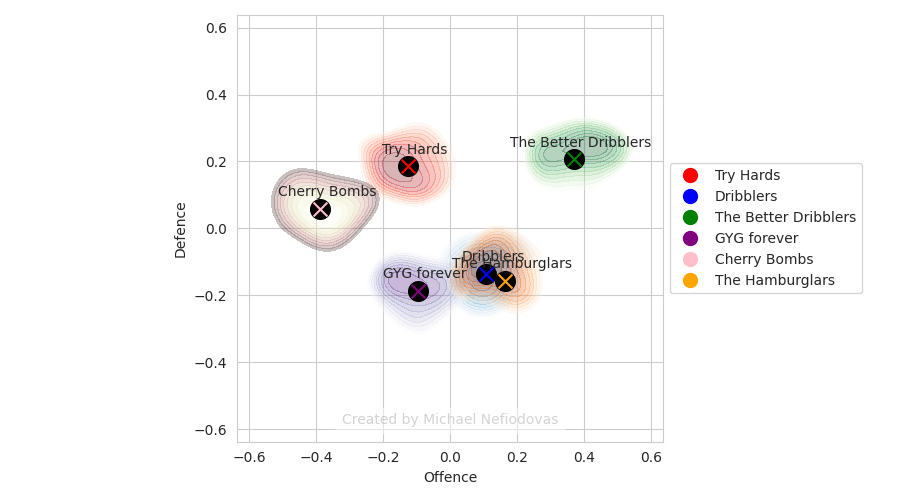 0.6
0.4
0.2
0.0
−0.2
−0.4
−0.6
Defence
The Better Dribblers
Try Hards
Cherry Bombs
Dribblers
The Hamburglars
GYG forever
Created by Michael Nefiodovas
−0.6 −0.4 −0.2 0.0 0.2 0.4 0.6
Offence
Try Hards
Dribblers
The Better Dribblers
GYG forever
Cherry Bombs
The Hamburglars